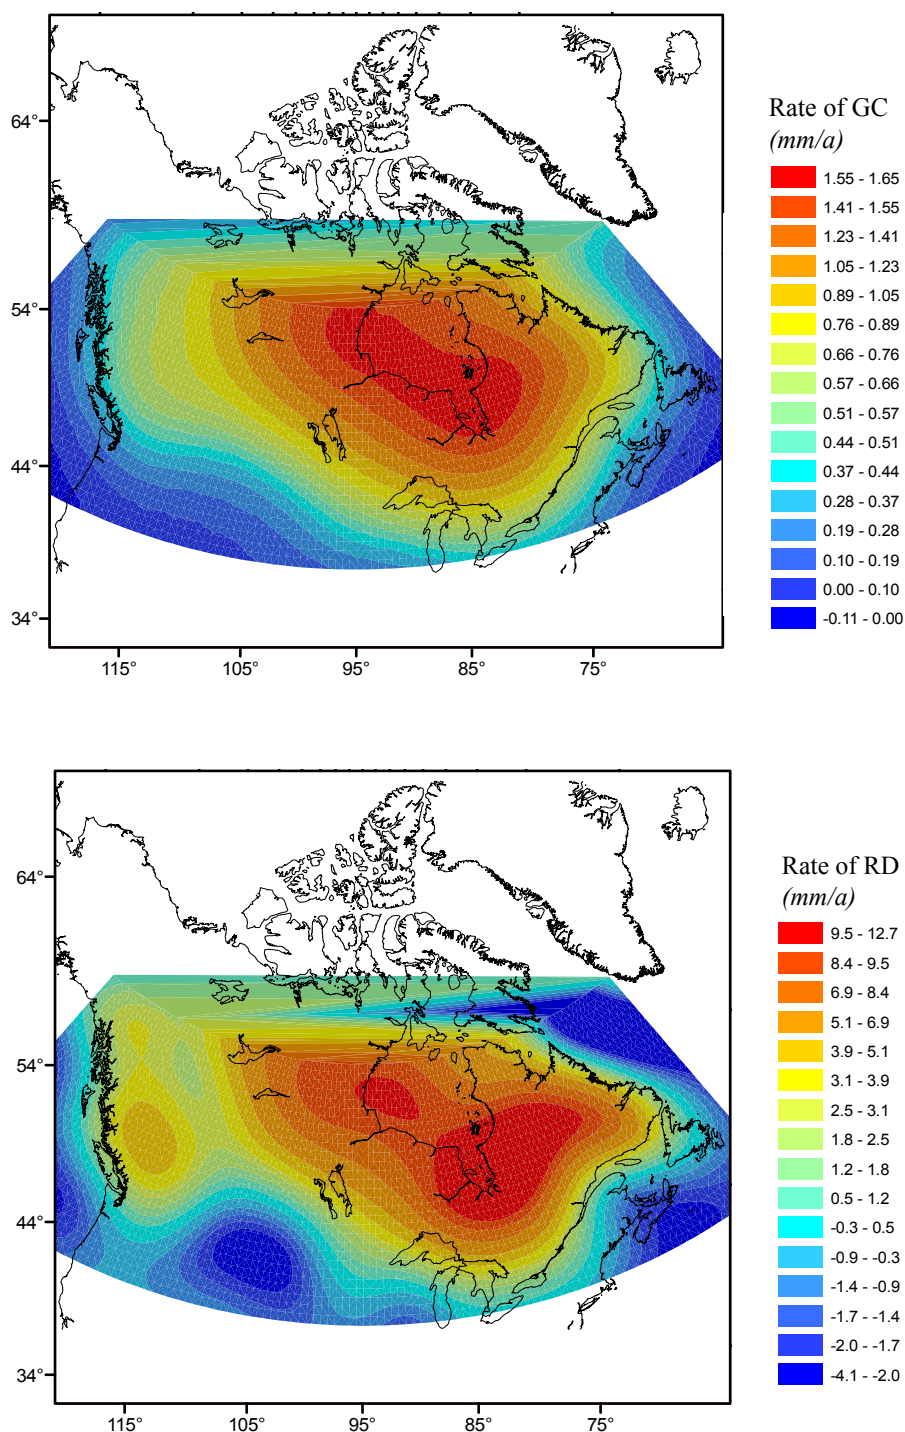 Rate of GC
(mm/a)
1.55 - 1.65
1.41 - 1.55
1.23 - 1.41
1.05 - 1.23
0.89 - 1.05
0.76 - 0.89
0.66 - 0.76
0.57 - 0.66
0.51 - 0.57
0.44 - 0.51
0.37 - 0.44
0.28 - 0.37
0.19 - 0.28
0.10 - 0.19
0.00 - 0.10
-0.11 - 0.00
64°
54°
44°
34°
115° 105° 95° 85° 75°
Rate of RD
(mm/a)
9.5 - 12.7
8.4 - 9.5
6.9 - 8.4
5.1 - 6.9
3.9 - 5.1
3.1 - 3.9
2.5 - 3.1
1.8 - 2.5
1.2 - 1.8
0.5 - 1.2
-0.3 - 0.5
-0.9 - -0.3
-1.4 - -0.9
-1.7 - -1.4
-2.0 - -1.7
-4.1 - -2.0
64°
54°
44°
34°
115° 105° 95° 85° 75°